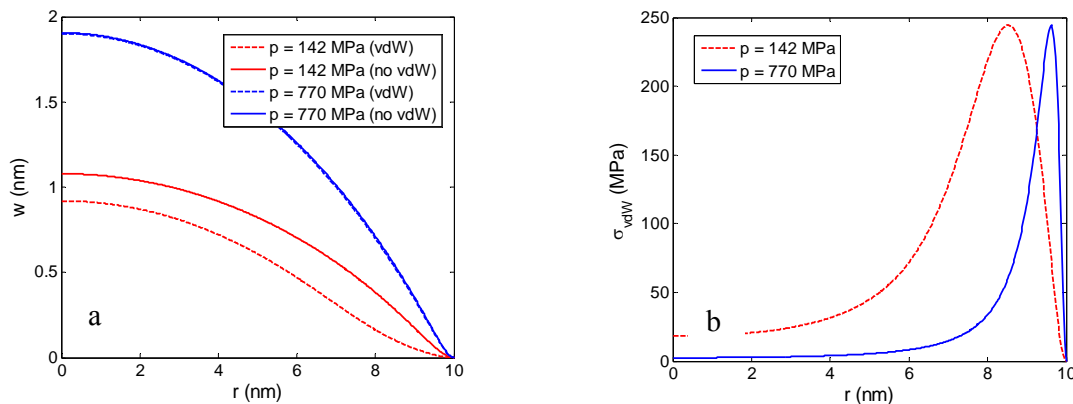 2
1.5
1
0.5
0
w (nm)
p = 142 MPa (vdW)
p = 142 MPa (no vdW)
p = 770 MPa (vdW)
p = 770 MPa (no vdW)
a
0 2 4 6 8 10
r (nm)
250
200
150
100
50
0
σvdW (MPa)
p = 142 MPa
p = 770 MPa
b
0 2 4 6 8 10
r (nm)